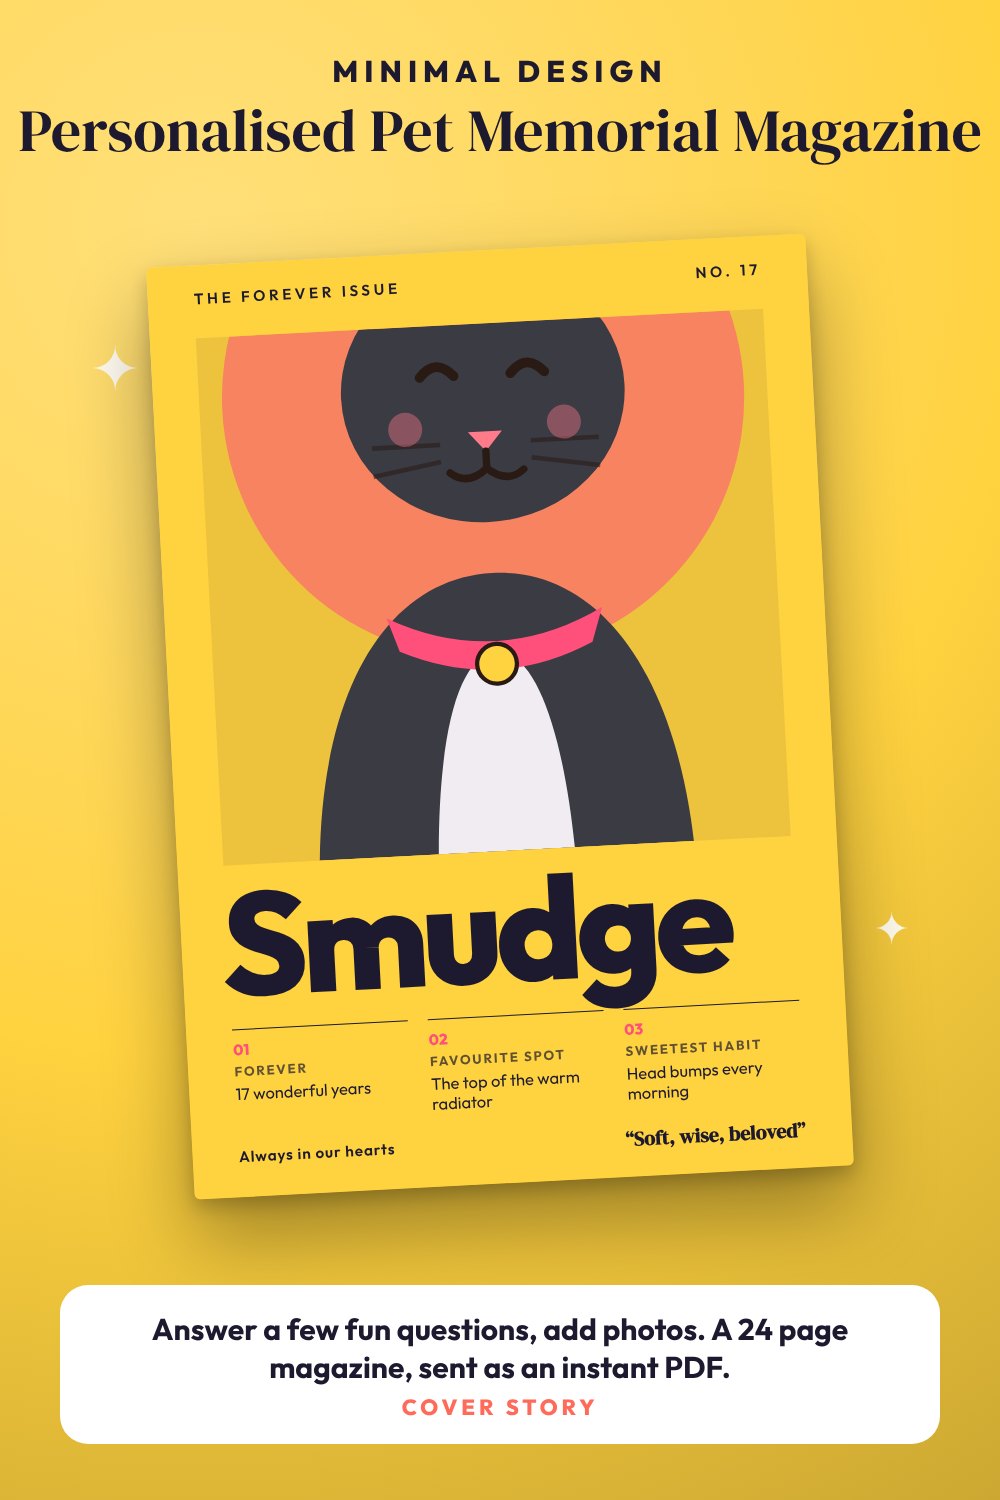 MINIMAL DESIGN
Personalised Pet Memorial Magazine
THE FOREVER ISSUE
NO. 17
Smudge
01
FOREVER
17 wonderful years
02
FAVOURITE SPOT
The top of the warm
radiator
03
SWEETEST HABIT
Head bumps every
morning
Always in our hearts
“Soft, wise, beloved”
Answer a few fun questions, add photos. A 24 page
magazine, sent as an instant PDF.
COVER STORY